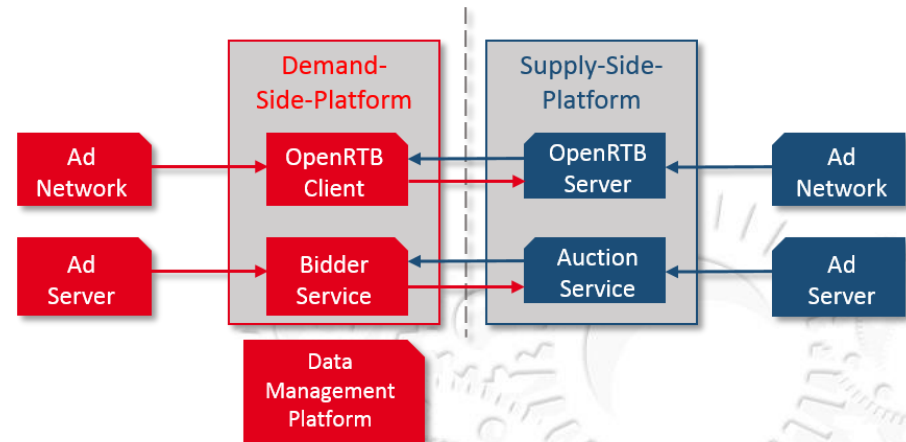 Demand-
Side-Platform
Supply-Side-
Platform
Ad
Network
OpenRTB
Client
OpenRTB
Server
Ad
Network
Ad
Server
Bidder
Service
Auction
Service
Ad
Server
Data
Management
Platform